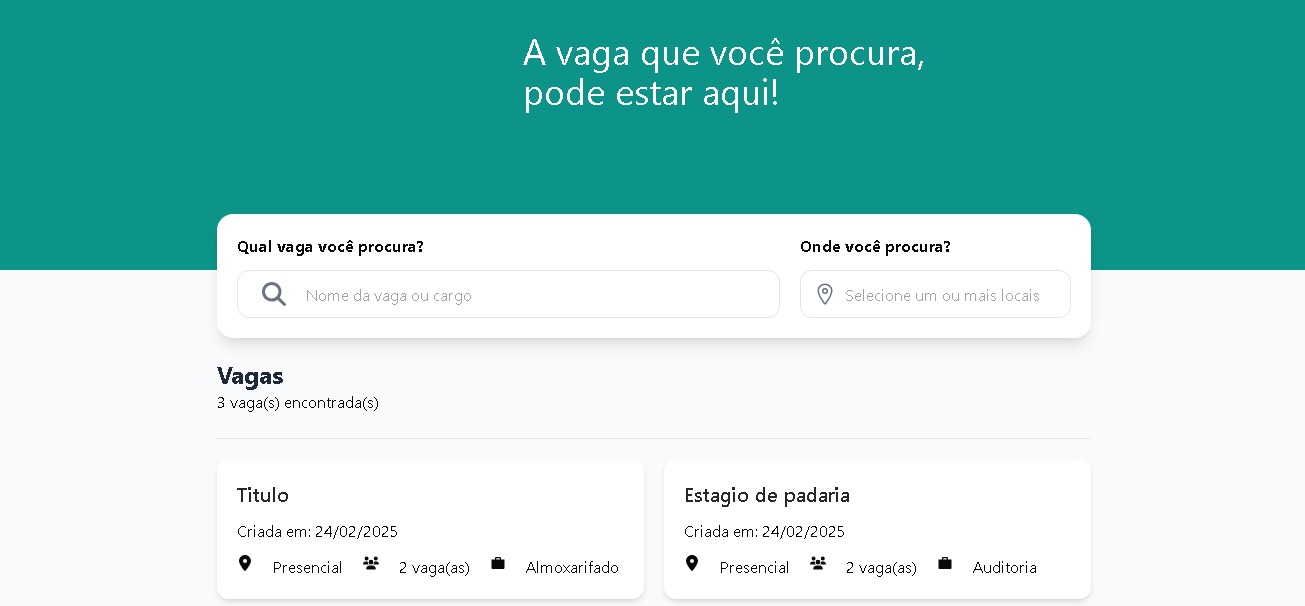 A vaga que você procura,
pode estar aqui!
Qual vaga você procura?
Onde você procura?
Nome da vaga ou cargo
Selecione um ou mais locais
Vagas
3 vaga(s) encontrada(s)
Titulo
Criada em: 24/02/2025
Presencial 2 vaga(as) Almoxarifado
Estagio de padaria
Criada em: 24/02/2025
Presencial 2 vaga(as) Auditoria